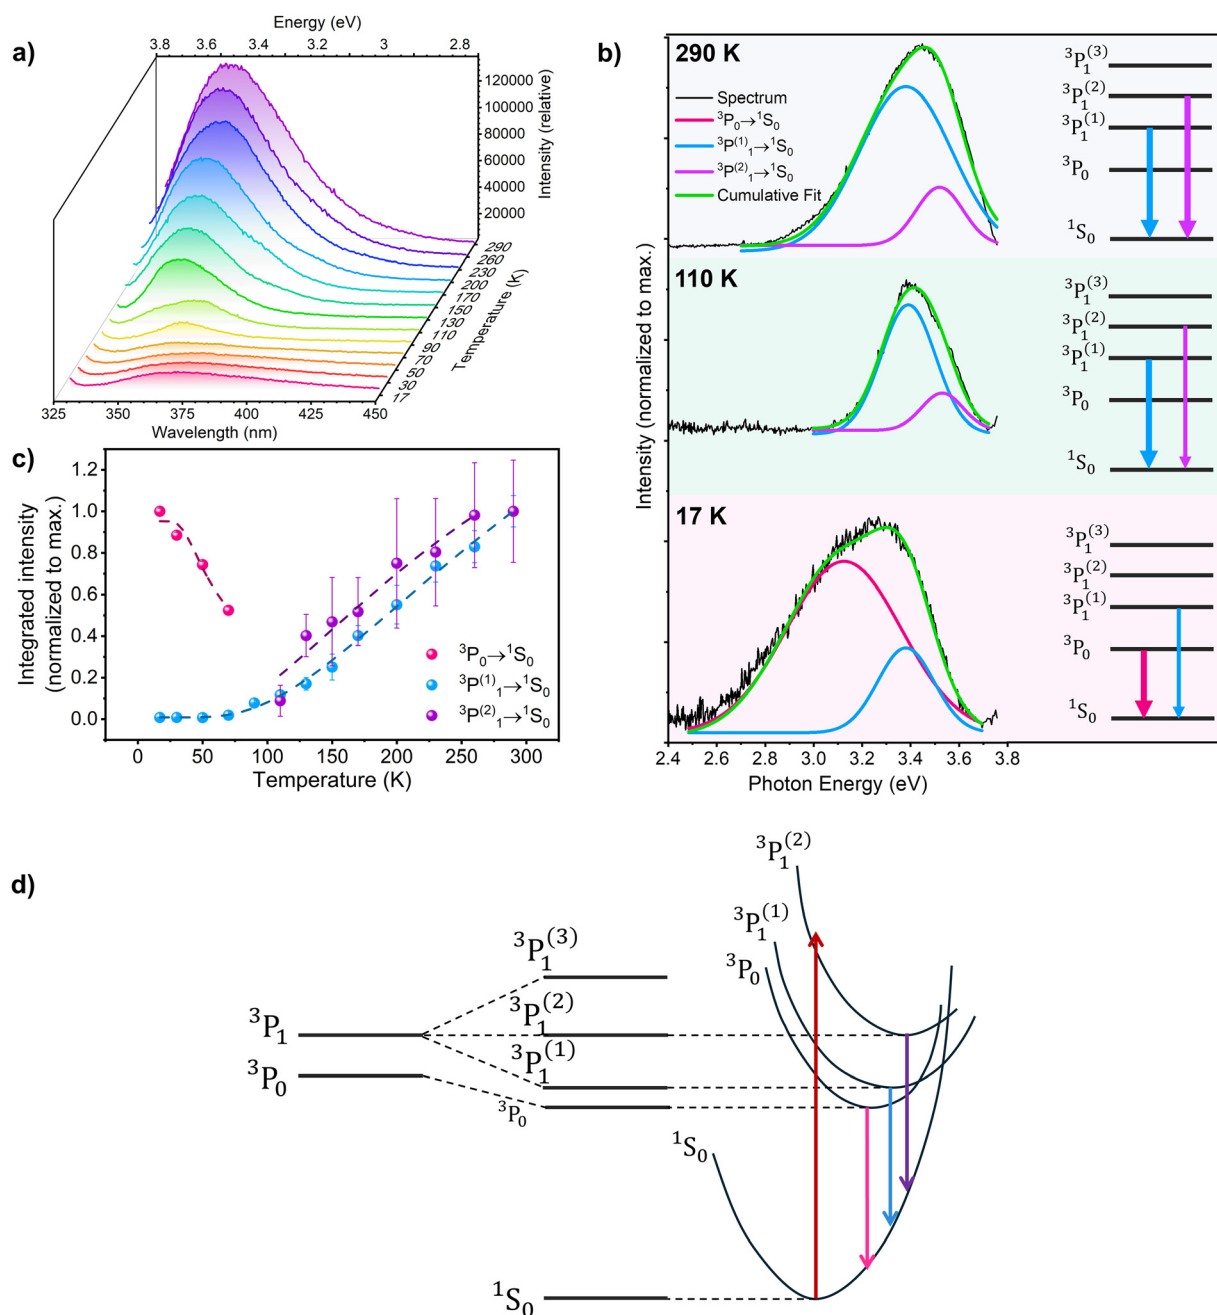 a)
Energy (eV)
3.8 3.6 3.4 3.2 3 2.8
120000
100000
80000
60000
40000
20000
Intensity (relative)
290
260
230
200
170
150
130
110
90
70
50
30
17
Temperature (K)
325 350 375 400 425 450
Wavelength (nm)
b)
Intensity (normalized to max.)
290 K
Spectrum
³P₀→¹S₀
³P⁽¹⁾₁→¹S₀
³P⁽²⁾₁→¹S₀
Cumulative Fit
³P₁⁽³⁾
³P₁⁽²⁾
³P₁⁽¹⁾
³P₀
¹S₀
110 K
³P₁⁽³⁾
³P₁⁽²⁾
³P₁⁽¹⁾
³P₀
¹S₀
17 K
³P₁⁽³⁾
³P₁⁽²⁾
³P₁⁽¹⁾
³P₀
¹S₀
2.4 2.6 2.8 3.0 3.2 3.4 3.6 3.8
Photon Energy (eV)
c)
Integrated intensity
(normalized to max.)
1.2
1.0
0.8
0.6
0.4
0.2
0.0
³P₀→¹S₀
³P⁽¹⁾₁→¹S₀
³P⁽²⁾₁→¹S₀
0 50 100 150 200 250 300
Temperature (K)
d)
³P₁
³P₀
³P₁⁽³⁾
³P₁⁽²⁾
³P₁⁽¹⁾
³P₀
¹S₀
³P₁⁽²⁾
³P₁⁽¹⁾
³P₀
¹S₀